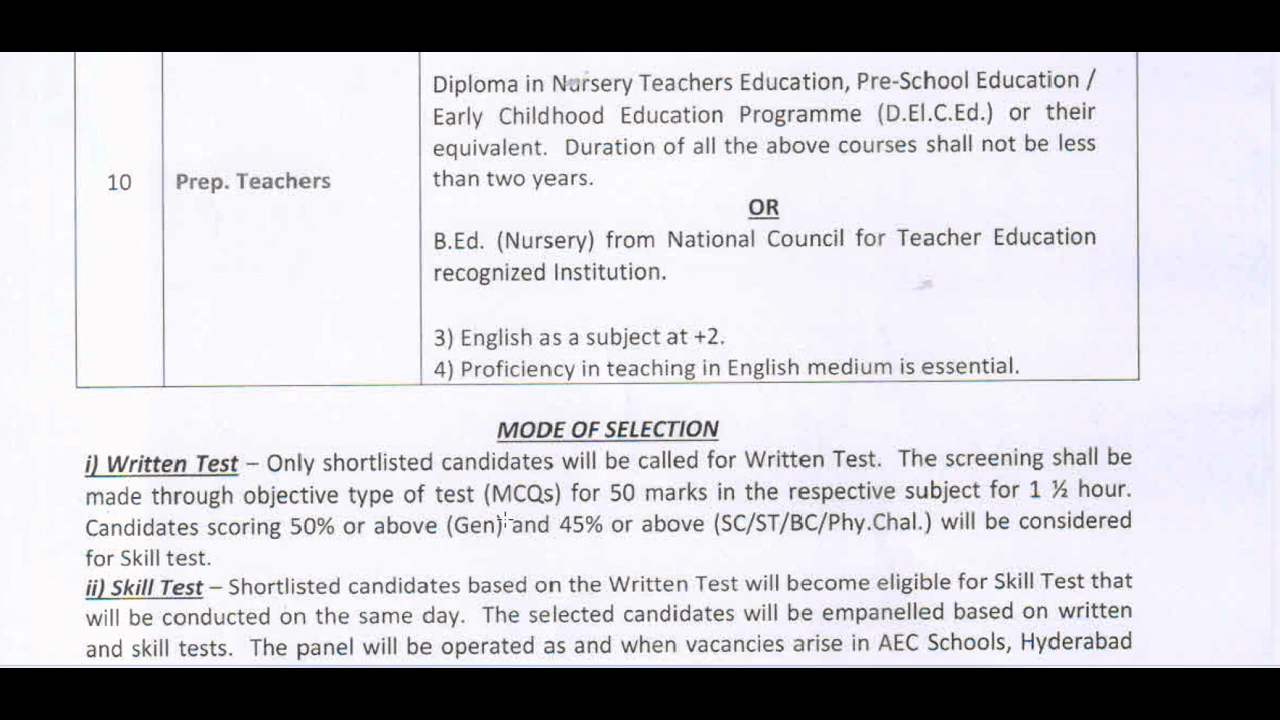 Diploma in Nursery Teachers Education, Pre-School Education /
Early Childhood Education Programme (D.El.C.Ed.) or their
equivalent. Duration of all the above courses shall not be less
than two years.
10 Prep. Teachers
OR
B.Ed. (Nursery) from National Council for Teacher Education
recognized Institution.
3) English as a subject at +2.
4) Proficiency in teaching in English medium is essential.
MODE OF SELECTION
i) Written Test – Only shortlisted candidates will be called for Written Test. The screening shall be
made through objective type of test (MCQs) for 50 marks in the respective subject for 1 ½ hour.
Candidates scoring 50% or above (Gen) and 45% or above (SC/ST/BC/Phy.Chal.) will be considered
for Skill test.
ii) Skill Test – Shortlisted candidates based on the Written Test will become eligible for Skill Test that
will be conducted on the same day. The selected candidates will be empanelled based on written
and skill tests. The panel will be operated as and when vacancies arise in AEC Schools, Hyderabad